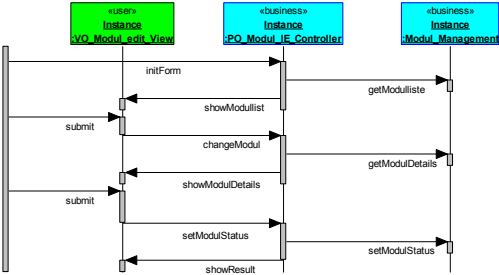 «user»
Instance
:VO_Modul_edit_View
«business»
Instance
:PO_Modul_IE_Controller
«business»
Instance
:Modul_Management
initForm
getModulliste
showModullist
submit
changeModul
getModulDetails
showModulDetails
submit
setModulStatus
setModulStatus
showResult